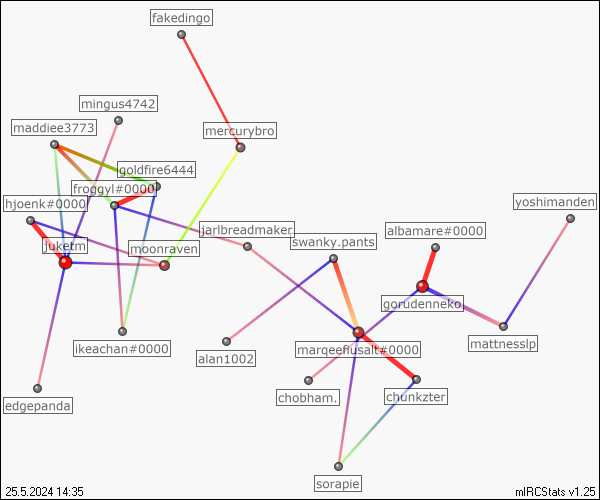 fakedingo
mingus4742
maddiee3773
mercurybro
goldfire6444
froggyl#0000
hjoenk#0000
yoshimanden
jarlbreadmaker
albamare#0000
swanky.pants
juketm
moonraven
gorudenneko
ikeachan#0000
alan1002
marqeeflusalt#0000
mattnesslp
chobham.
chunkzter
edgepanda
sorapie
25.5.2024 14:35
mIRCStats v1.25